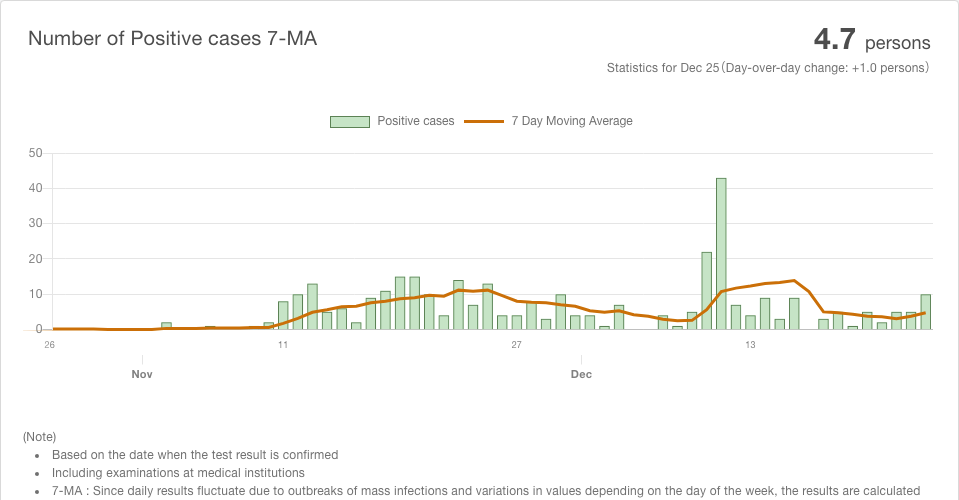 Number of Positive cases 7-MA
4.7 persons
Statistics for Dec 25(Day-over-day change: +1.0 persons)
Positive cases
7 Day Moving Average
50
40
30
20
10
0
26
11
27
13
Nov
Dec
(Note)
• Based on the date when the test result is confirmed
• Including examinations at medical institutions
• 7-MA : Since daily results fluctuate due to outbreaks of mass infections and variations in values depending on the day of the week, the results are calculated